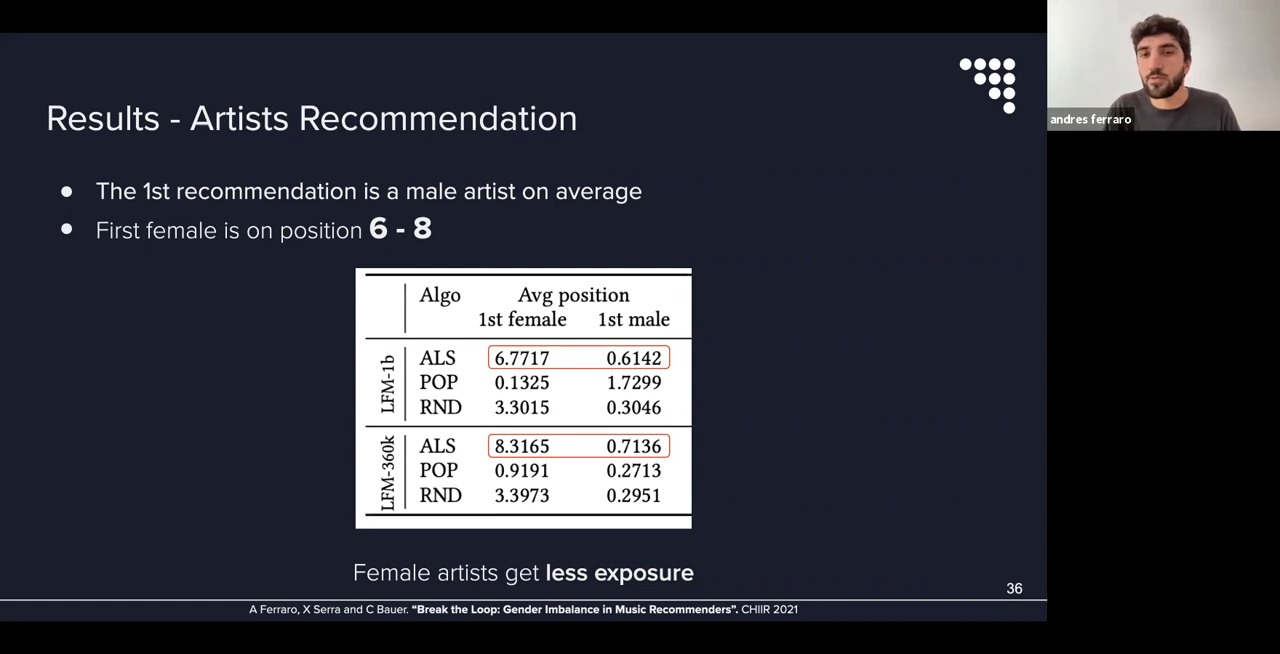 andres ferraro
Results - Artists Recommendation
● The 1st recommendation is a male artist on average
● First female is on position 6 - 8
Algo Avg position
1st female 1st male
LFM-1b
ALS 6.7717 0.6142
POP 0.1325 1.7299
RND 3.3015 0.3046
LFM-360k
ALS 8.3165 0.7136
POP 0.9191 0.2713
RND 3.3973 0.2951
Female artists get less exposure
36
A Ferraro, X Serra and C Bauer. “Break the Loop: Gender Imbalance in Music Recommenders”. CHIIR 2021